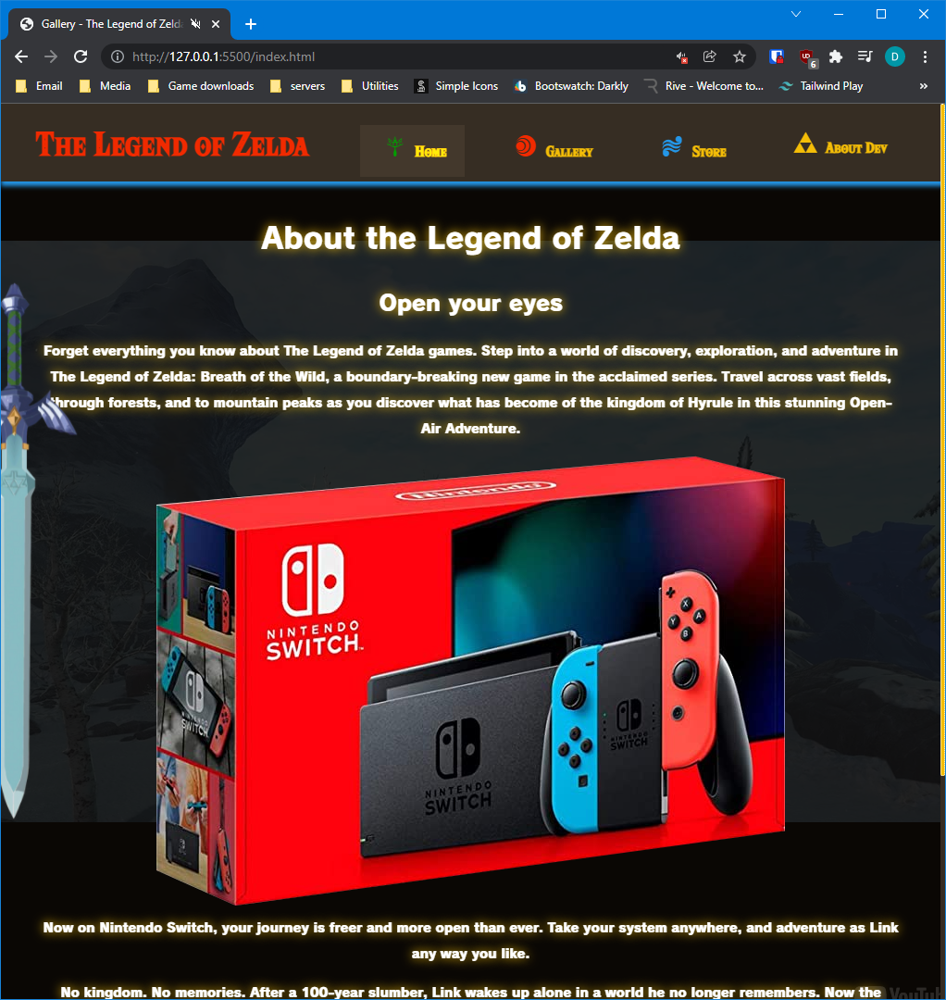 Gallery - The Legend of Zeld
http://127.0.0.1:5500/index.html
6
D
Email Media Game downloads servers Utilities Simple Icons Bootswatch: Darkly Rive - Welcome to... Tailwind Play »
The Legend of Zelda Home Gallery Store About Dev
About the Legend of Zelda
Open your eyes
Forget everything you know about The Legend of Zelda games. Step into a world of discovery, exploration, and adventure in
The Legend of Zelda: Breath of the Wild, a boundary-breaking new game in the acclaimed series. Travel across vast fields,
through forests, and to mountain peaks as you discover what has become of the kingdom of Hyrule in this stunning Open-
Air Adventure.
Nintendo
NINTENDO
SWITCH™
X
Y A
B
NINTENDO
SWITCH
NINTENDO
SWITCH
NINTENDO
SWITCH
Now on Nintendo Switch, your journey is freer and more open than ever. Take your system anywhere, and adventure as Link
any way you like.
No kingdom. No memories. After a 100-year slumber, Link wakes up alone in a world he no longer remembers. Now the